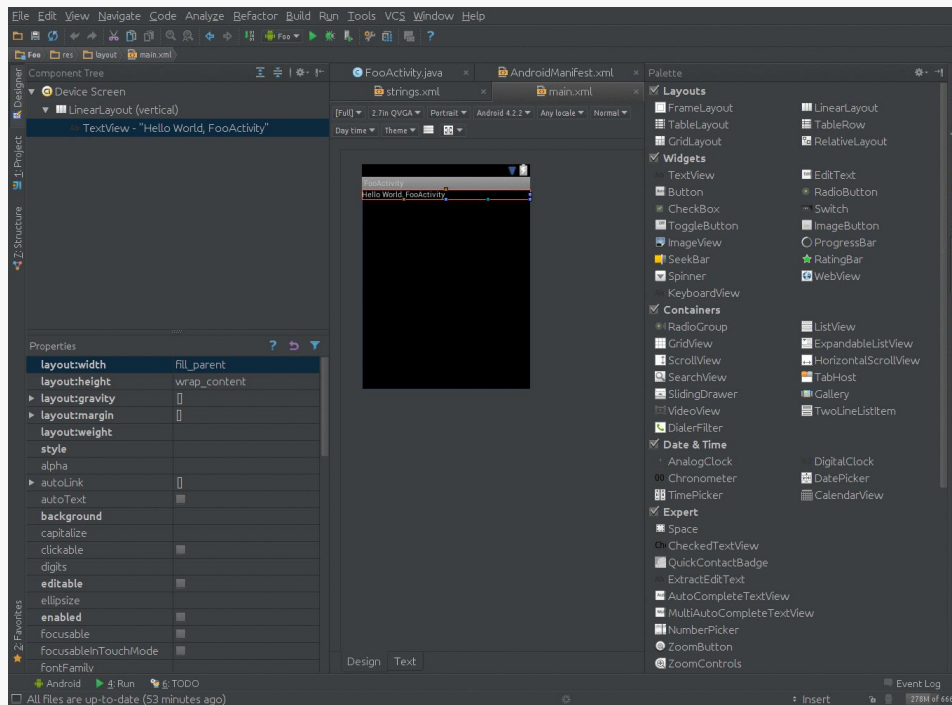 File Edit View Navigate Code Analyze Refactor Build Run Tools VCS Window Help
Foo
Foo res layout main.xml
Designer
1: Project
7: Structure
2: Favorites
Component Tree
Device Screen
LinearLayout (vertical)
TextView - "Hello World, FooActivity"
Properties
layout:width fill_parent
layout:height wrap_content
layout:gravity []
layout:margin []
layout:weight
style
alpha
autoLink []
autoText
background
capitalize
clickable
digits
editable
ellipsize
enabled
focusable
focusableInTouchMode
fontFamily
FooActivity.java AndroidManifest.xml
strings.xml main.xml
[Full] 2.7in QVGA Portrait Android 4.2.2 Any locale Normal
Day time Theme
FooActivity
Hello World, FooActivity
Design Text
Palette
Layouts
FrameLayout LinearLayout
TableLayout TableRow
GridLayout RelativeLayout
Widgets
TextView EditText
Button RadioButton
CheckBox Switch
ToggleButton ImageButton
ImageView ProgressBar
SeekBar RatingBar
Spinner WebView
KeyboardView
Containers
RadioGroup ListView
GridView ExpandableListView
ScrollView HorizontalScrollView
SearchView TabHost
SlidingDrawer Gallery
VideoView TwoLineListItem
DialerFilter
Date & Time
AnalogClock DigitalClock
Chronometer DatePicker
TimePicker CalendarView
Expert
Space
CheckedTextView
QuickContactBadge
ExtractEditText
AutoCompleteTextView
MultiAutoCompleteTextView
NumberPicker
ZoomButton
ZoomControls
Android 4: Run 6: TODO Event Log
All files are up-to-date (53 minutes ago) Insert 278M of 666